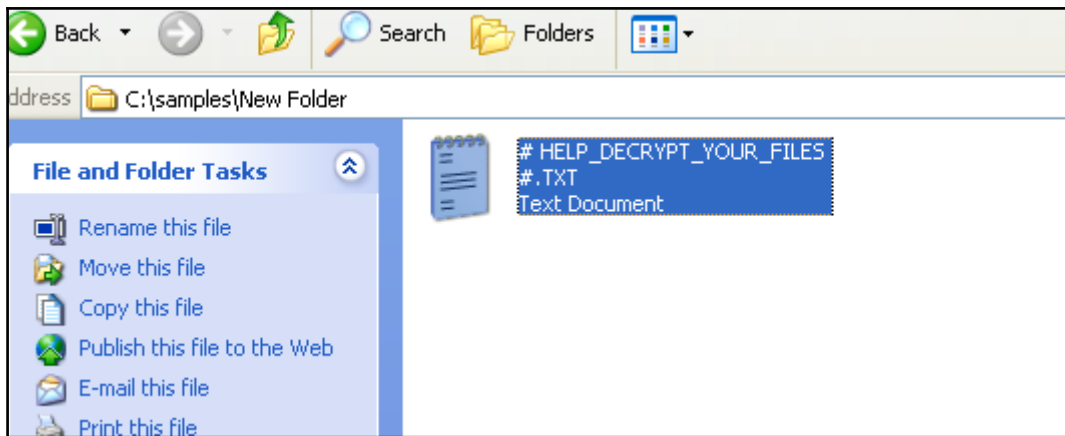 Back
Search
Folders
ddress
C:\samples\New Folder
File and Folder Tasks
Rename this file
Move this file
Copy this file
Publish this file to the Web
E-mail this file
Print this file
# HELP_DECRYPT_YOUR_FILES
#.TXT
Text Document